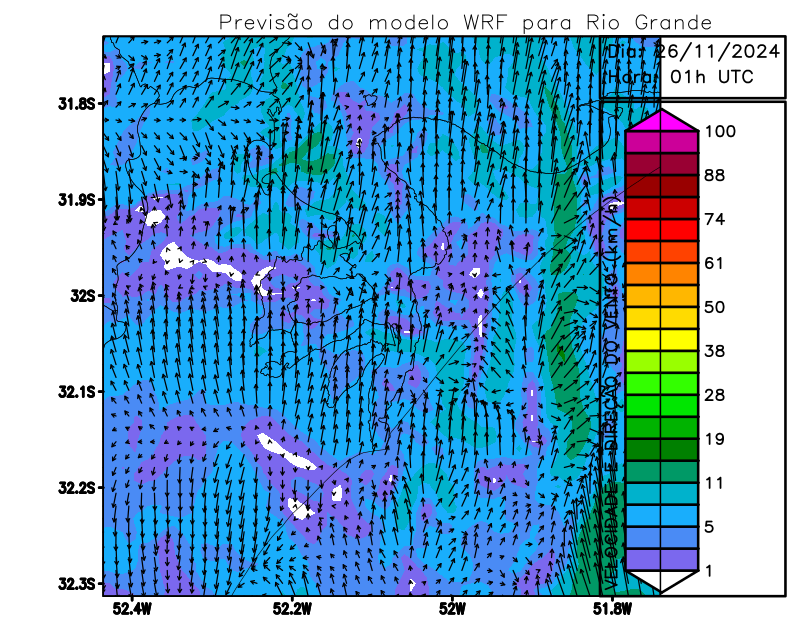 Previsão do modelo WRF para Rio Grande
Dia: 26/11/2024
Hora: 01h UTC
31.8S
31.9S
32S
32.1S
32.2S
32.3S
52.4W
52.2W
52W
51.8W
VELOCIDADE E DIREÇÃO DO VENTO (km/h)
100
88
74
61
50
38
28
19
11
5
1